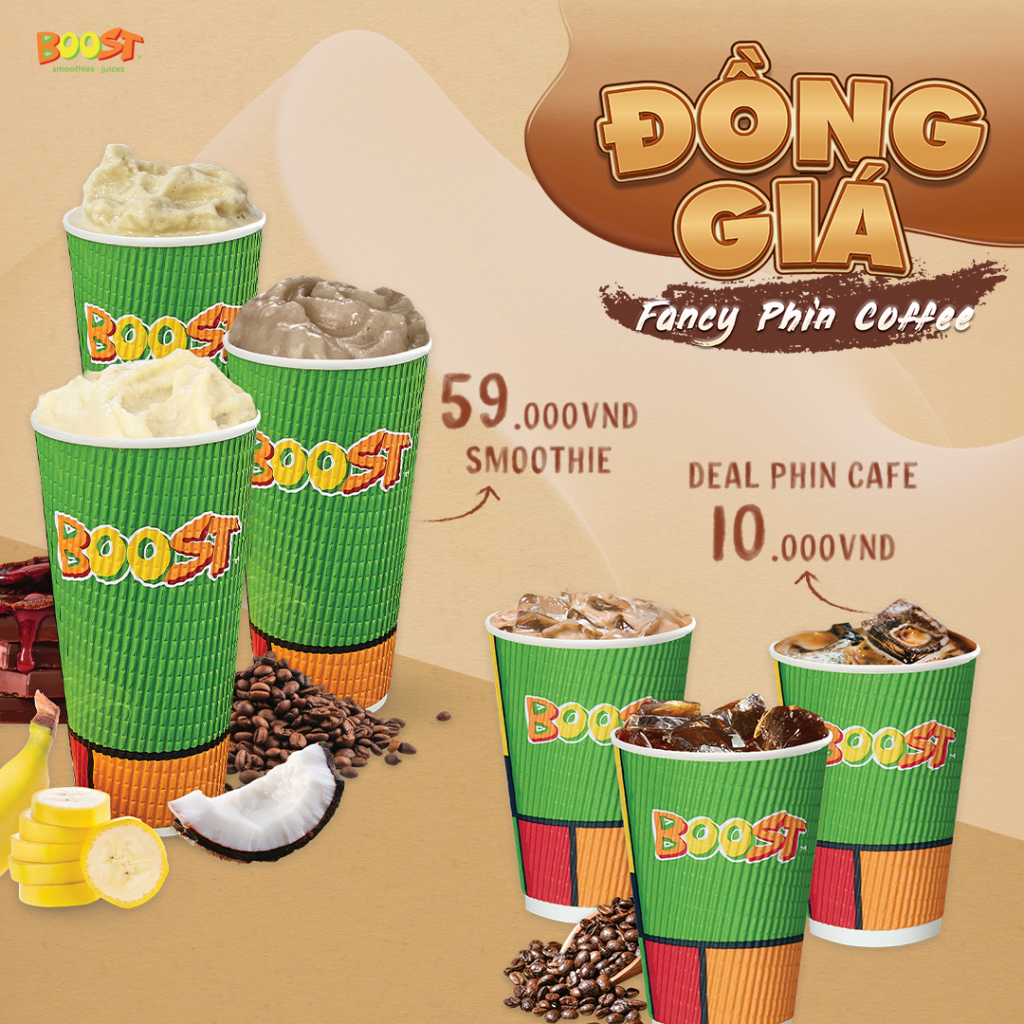 BOOST
smoothies · juices
ĐỒNG
GIÁ
Fancy Phin Coffee
59.000VND
SMOOTHIE
DEAL PHIN CAFE
10.000VND
BOOST
BOOST
BOOST
BOOST
BOOST
BOOST